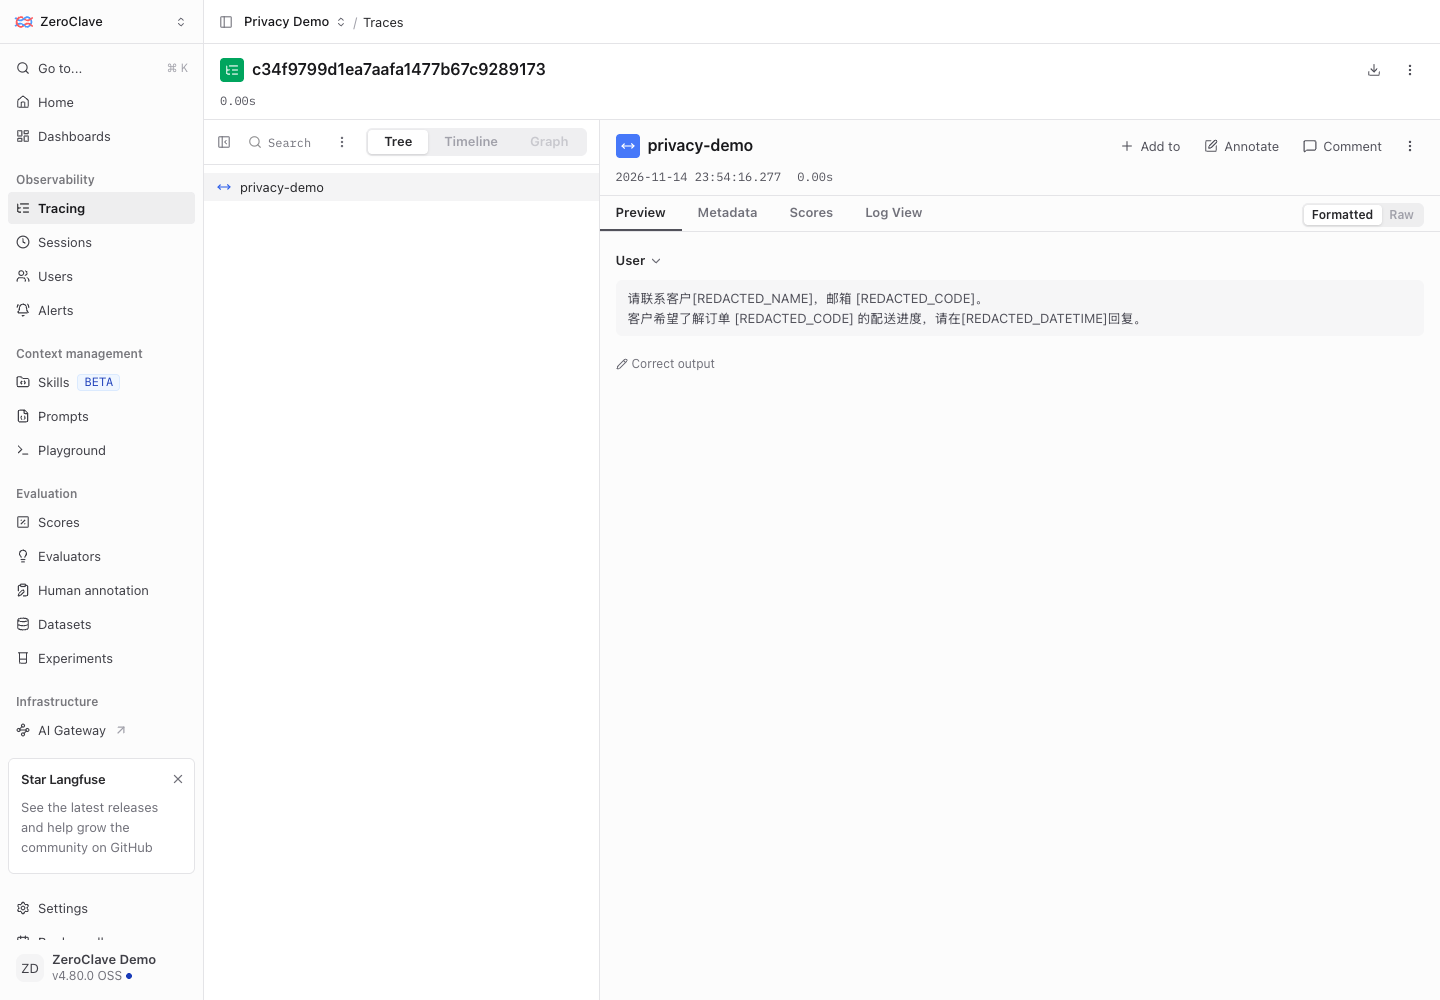 ZeroClave
Privacy Demo / Traces
Go to...
⌘ K
Home
Dashboards
Observability
Tracing
Sessions
Users
Alerts
Context management
Skills BETA
Prompts
Playground
Evaluation
Scores
Evaluators
Human annotation
Datasets
Experiments
Infrastructure
AI Gateway
Star Langfuse
See the latest releases
and help grow the
community on GitHub
Settings
ZD
ZeroClave Demo
v4.80.0 OSS
c34f9799d1ea7aafa1477b67c9289173
0.00s
Search
Tree Timeline Graph
privacy-demo
privacy-demo
Add to Annotate Comment
2026-11-14 23:54:16.277 0.00s
Preview Metadata Scores Log View
Formatted Raw
User
请联系客户[REDACTED_NAME]，邮箱 [REDACTED_CODE]。
客户希望了解订单 [REDACTED_CODE] 的配送进度，请在[REDACTED_DATETIME]回复。
Correct output